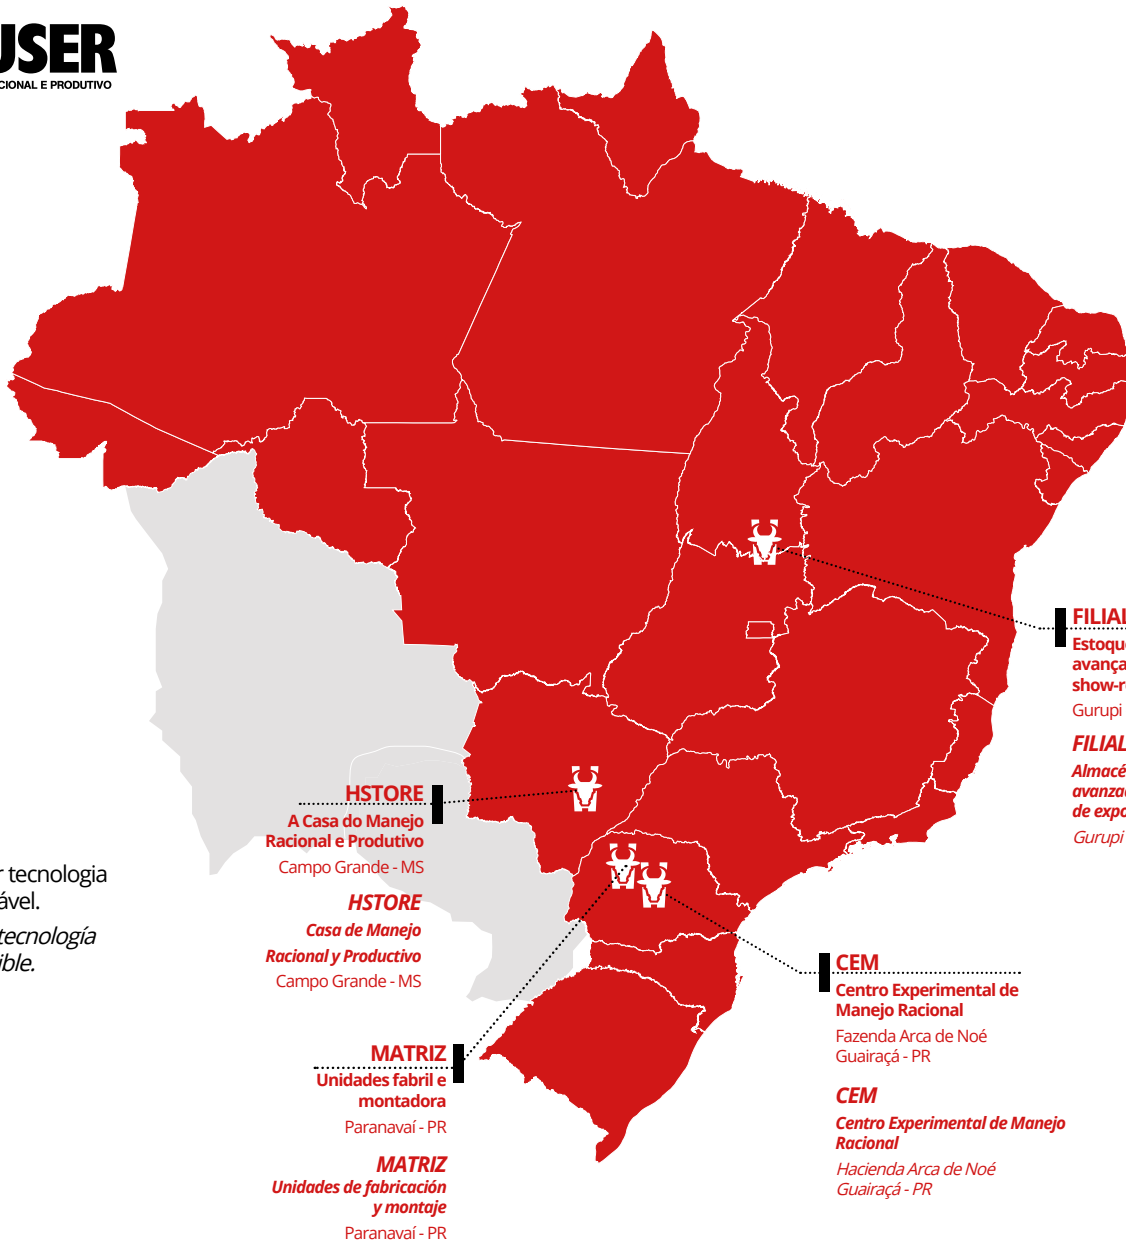 USER
CIONAL E PRODUTIVO
FILIAL
Estoque
avança
show-r
Gurupi
FILIAL
Almacé
avanzad
de expo
Gurupi
HSTORE
A Casa do Manejo
Racional e Produtivo
Campo Grande - MS
HSTORE
Casa de Manejo
Racional y Productivo
Campo Grande - MS
r tecnologia
ável.
tecnología
ible.
CEM
Centro Experimental de
Manejo Racional
Fazenda Arca de Noé
Guairaçá - PR
CEM
Centro Experimental de Manejo
Racional
Hacienda Arca de Noé
Guairaçá - PR
MATRIZ
Unidades fabril e
montadora
Paranavaí - PR
MATRIZ
Unidades de fabricación
y montaje
Paranavaí - PR